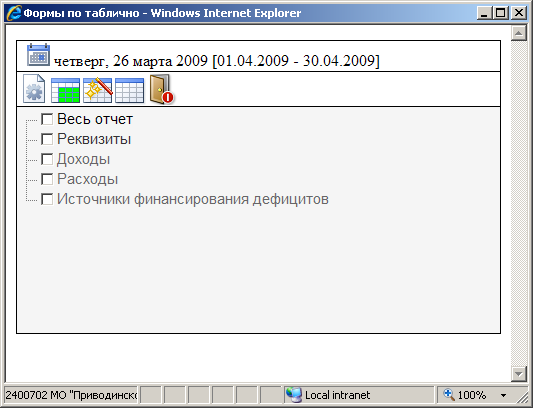 Формы по таблично - Windows Internet Explorer
четверг, 26 марта 2009 [01.04.2009 - 30.04.2009]
Весь отчет
Реквизиты
Доходы
Расходы
Источники финансирования дефицитов
2400702 МО "Приводинско Local intranet 100%